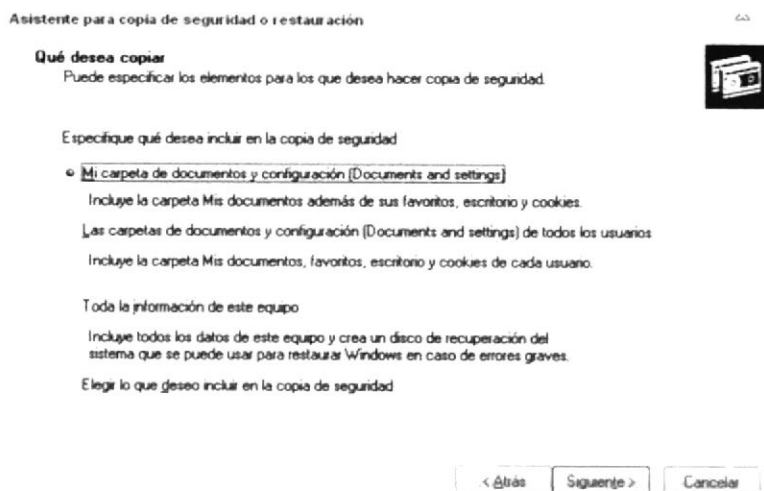 Asistente para copia de seguridad o restauración
Qué desea copiar
Puede especificar los elementos para los que desea hacer copia de seguridad.
Especifique qué desea incluir en la copia de seguridad
Mi carpeta de documentos y configuración (Documents and settings)
Incluye la carpeta Mis documentos además de sus favoritos, escritorio y cookies.
Las carpetas de documentos y configuración (Documents and settings) de todos los usuarios
Incluye la carpeta Mis documentos, favoritos, escritorio y cookies de cada usuario.
Toda la información de este equipo
Incluye todos los datos de este equipo y crea un disco de recuperación del
sistema que se puede usar para restaurar Windows en caso de errores graves.
Elegir lo que deseo incluir en la copia de seguridad
< Atrás
Siguiente >
Cancelar